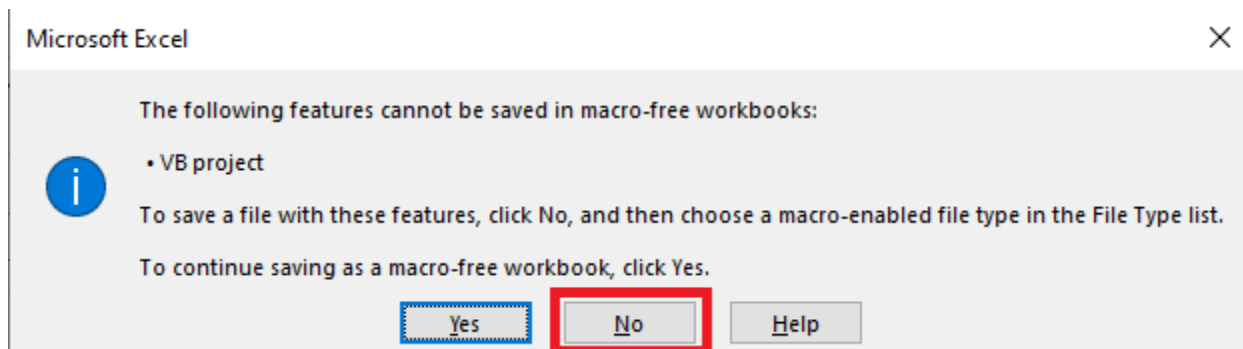 Microsoft Excel
The following features cannot be saved in macro-free workbooks:
• VB project
To save a file with these features, click No, and then choose a macro-enabled file type in the File Type list.
To continue saving as a macro-free workbook, click Yes.
Yes No Help